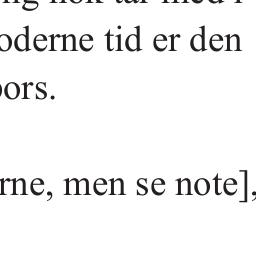 ng nok tar med i
oderne tid er den
oors.
rne, men se note],